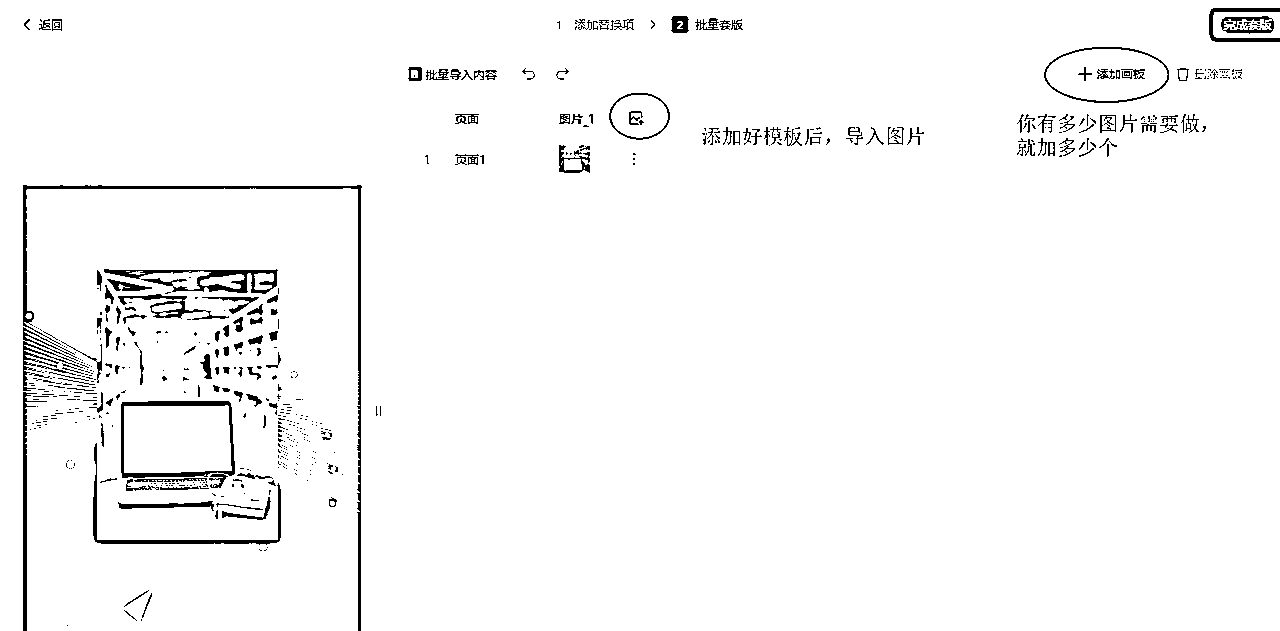 返回
1 添加替换项
2 批量套版
完成套版
批量导入内容
添加画板
删除画板
页面
图片_1
1 页面1
添加好模板后，导入图片
你有多少图片需要做，
就加多少个